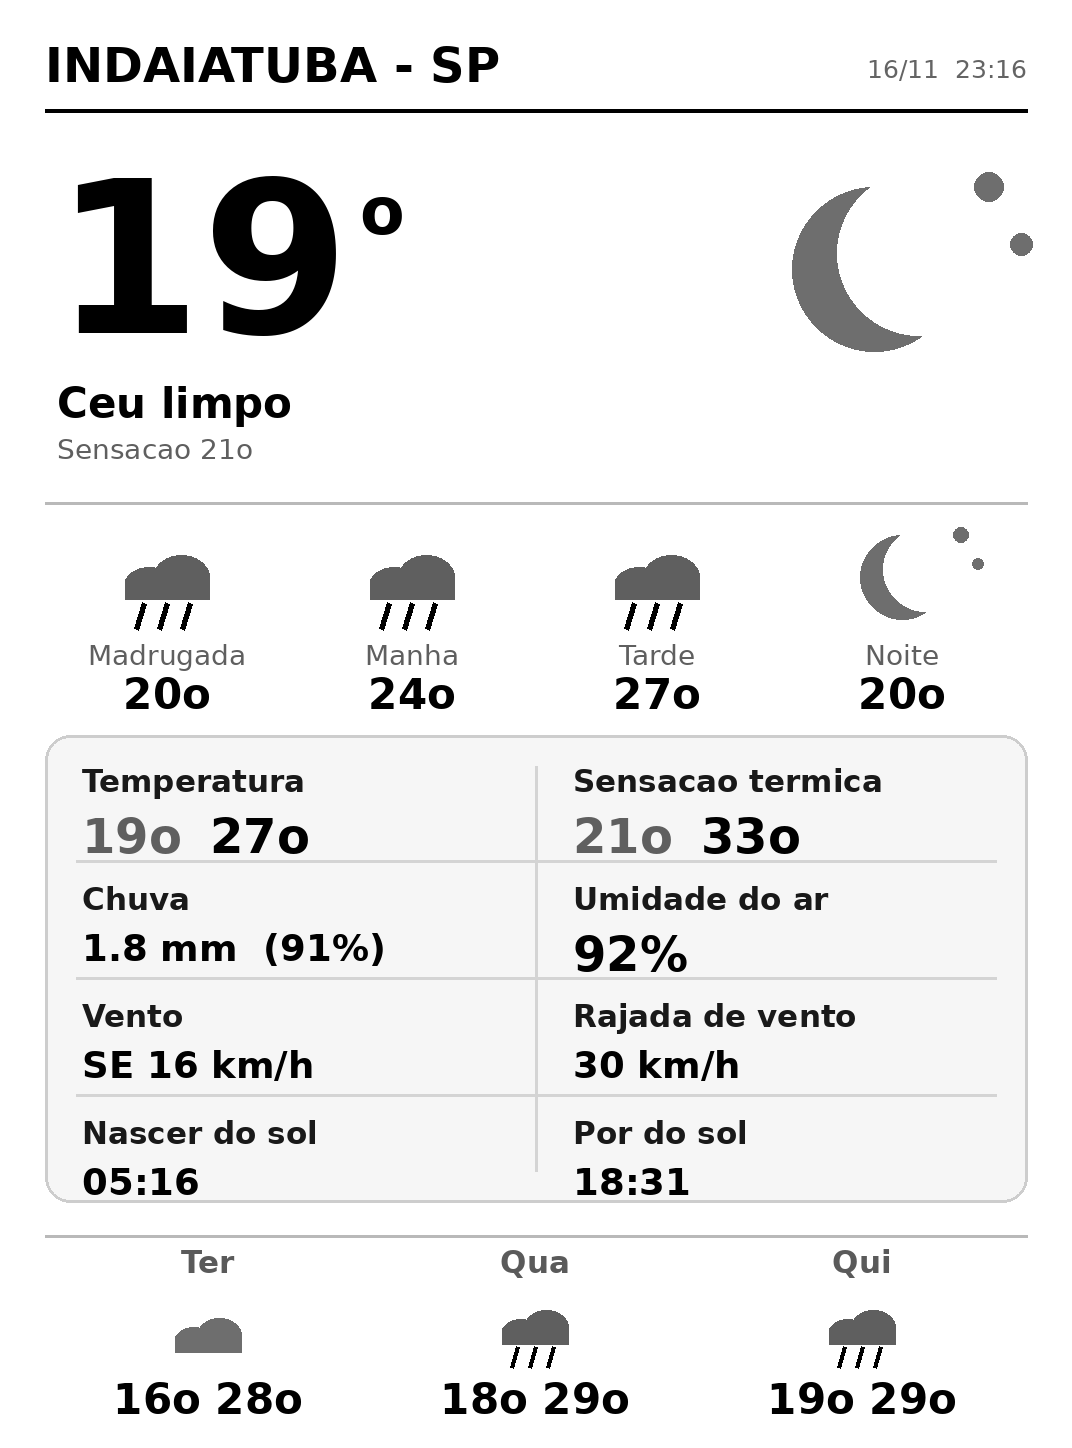 INDAIATUBA - SP 16/11 23:16
19o
Ceu limpo
Sensacao 21o
Madrugada Manha Tarde Noite
20o 24o 27o 20o
Temperatura Sensacao termica
19o 27o 21o 33o
Chuva Umidade do ar
1.8 mm (91%) 92%
Vento Rajada de vento
SE 16 km/h 30 km/h
Nascer do sol Por do sol
05:16 18:31
Ter Qua Qui
16o 28o 18o 29o 19o 29o